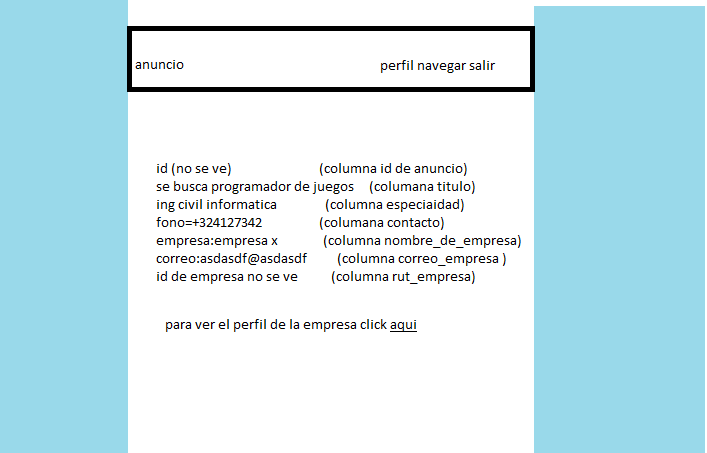 anuncio perfil navegar salir
id (no se ve) (columna id de anuncio)
se busca programador de juegos (columana titulo)
ing civil informatica (columna especiaidad)
fono=+324127342 (columana contacto)
empresa:empresa x (columna nombre_de_empresa)
correo:asdasdf@asdasdf (columna correo_empresa )
id de empresa no se ve (columna rut_empresa)
para ver el perfil de la empresa click aqui